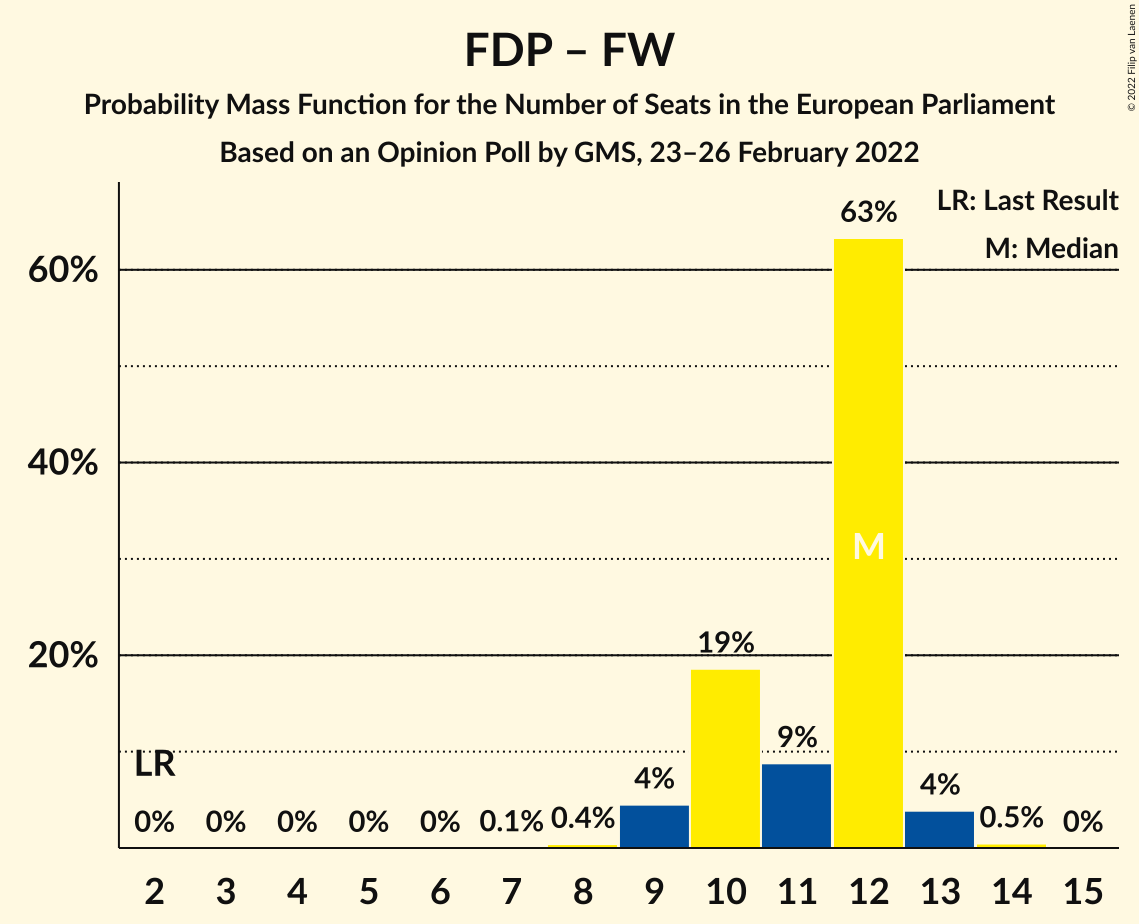 FDP – FW
Probability Mass Function for the Number of Seats in the European Parliament
Based on an Opinion Poll by GMS, 23–26 February 2022
© 2022 Filip van Laenen
LR: Last Result
M: Median
63%
60%
40%
M
19%
20%
9%
LR
4%
4%
0% 0% 0% 0% 0% 0.1% 0.4% 0.5% 0%
2 3 4 5 6 7 8 9 10 11 12 13 14 15